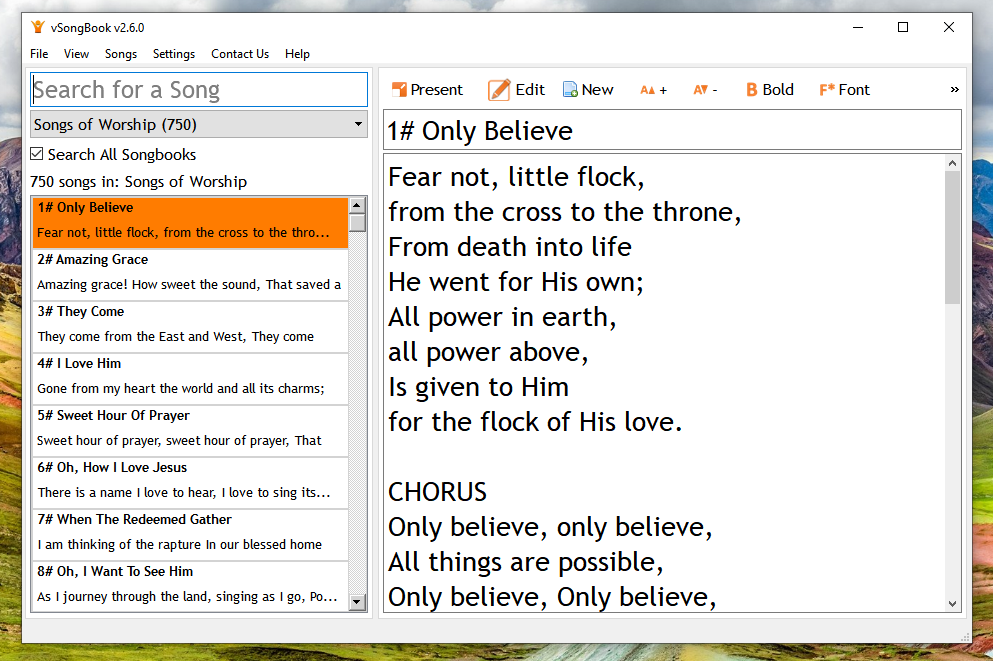 vSongBook v2.6.0
File View Songs Settings Contact Us Help
Search for a Song
Songs of Worship (750)
Search All Songbooks
750 songs in: Songs of Worship
1# Only Believe
Fear not, little flock, from the cross to the thro...
2# Amazing Grace
Amazing grace! How sweet the sound, That saved a
3# They Come
They come from the East and West, They come
4# I Love Him
Gone from my heart the world and all its charms;
5# Sweet Hour Of Prayer
Sweet hour of prayer, sweet hour of prayer, That
6# Oh, How I Love Jesus
There is a name I love to hear, I love to sing its...
7# When The Redeemed Gather
I am thinking of the rapture In our blessed home
8# Oh, I Want To See Him
As I journey through the land, singing as I go, Po...
Present Edit New AA + AA - B Bold F* Font »
1# Only Believe
Fear not, little flock,
from the cross to the throne,
From death into life
He went for His own;
All power in earth,
all power above,
Is given to Him
for the flock of His love.
CHORUS
Only believe, only believe,
All things are possible,
Only believe, Only believe,